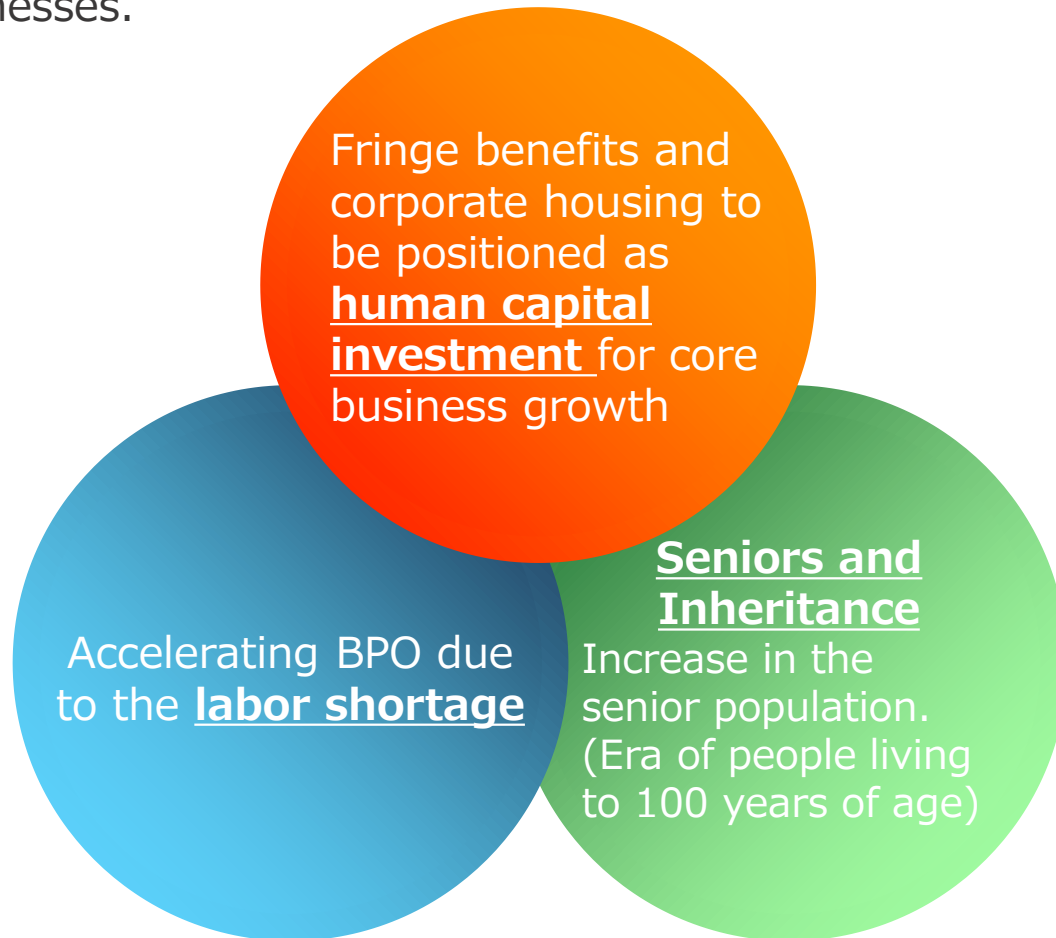 nesses.
Fringe benefits and
corporate housing to
be positioned as
human capital
investment for core
business growth
Accelerating BPO due
to the labor shortage
Seniors and
Inheritance
Increase in the
senior population.
(Era of people living
to 100 years of age)